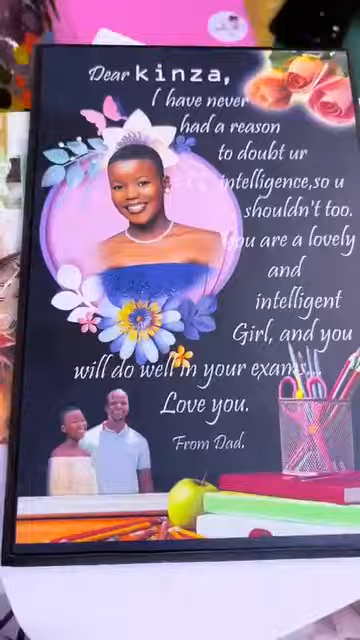 Dear kinza,
I have never
had a reason
to doubt ur
intelligence,so u
shouldn't too.
You are a lovely
and
intelligent
Girl, and you
will do well in your exams...
Love you.
From Dad.